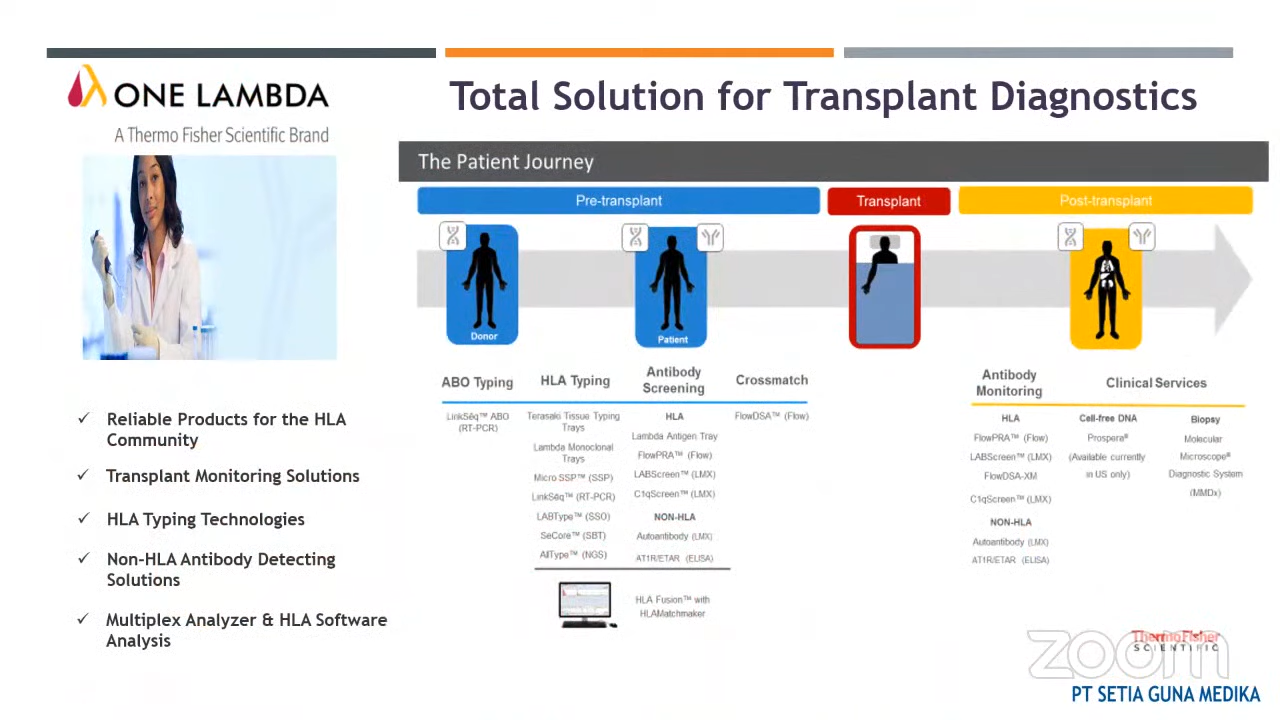 ONE LAMBDA
A Thermo Fisher Scientific Brand
Total Solution for Transplant Diagnostics
The Patient Journey
Pre-transplant
Transplant
Post-transplant
Donor
Patient
ABO Typing
LinkSēq™ ABO
(RT-PCR)
HLA Typing
Terasaki Tissue Typing
Trays
Lambda Monoclonal
Trays
Micro SSP™ (SSP)
LinkSēq™ (RT-PCR)
LABType™ (SSO)
SeCore™ (SBT)
AllType™ (NGS)
Antibody
Screening
HLA
Lambda Antigen Tray
FlowPRA™ (Flow)
LABScreen™ (LMX)
C1qScreen™ (LMX)
NON-HLA
Autoantibody (LMX)
AT1R/ETAR (ELISA)
HLA Fusion™ with
HLAMatchmaker
Crossmatch
FlowDSA™ (Flow)
Antibody
Monitoring
HLA
FlowPRA™ (Flow)
LABScreen™ (LMX)
FlowDSA-XM
C1qScreen™ (LMX)
NON-HLA
Autoantibody (LMX)
AT1R/ETAR (ELISA)
Clinical Services
Cell-free DNA
Prospera®
(Available currently
in US only)
Biopsy
Molecular
Microscope®
Diagnostic System
(MMDx)
✓ Reliable Products for the HLA
Community
✓ Transplant Monitoring Solutions
✓ HLA Typing Technologies
✓ Non-HLA Antibody Detecting
Solutions
✓ Multiplex Analyzer & HLA Software
Analysis
ThermoFisher
SCIENTIFIC
zoom
PT SETIA GUNA MEDIKA